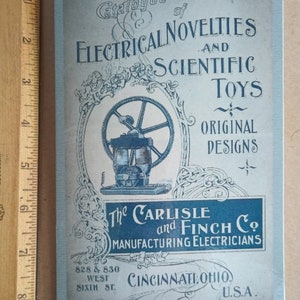 Catalogue of
ELECTRICAL NOVELTIES
AND
SCIENTIFIC
TOYS
ORIGINAL
DESIGNS
The CARLISLE
and FINCH Co
MANUFACTURING ELECTRICIANS
828 & 830
WEST
SIXTH ST.
CINCINNATI, OHIO,
U.S.A.